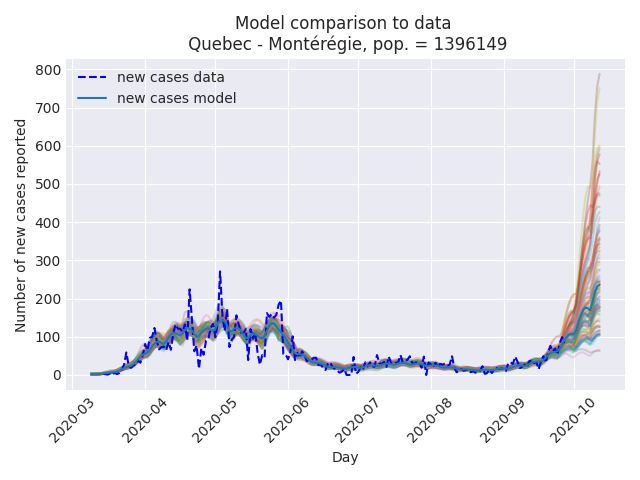 Model comparison to data
Quebec - Montérégie, pop. = 1396149
new cases data
new cases model
Number of new cases reported
800
700
600
500
400
300
200
100
0
2020-03
2020-04
2020-05
2020-06
2020-07
2020-08
2020-09
2020-10
Day